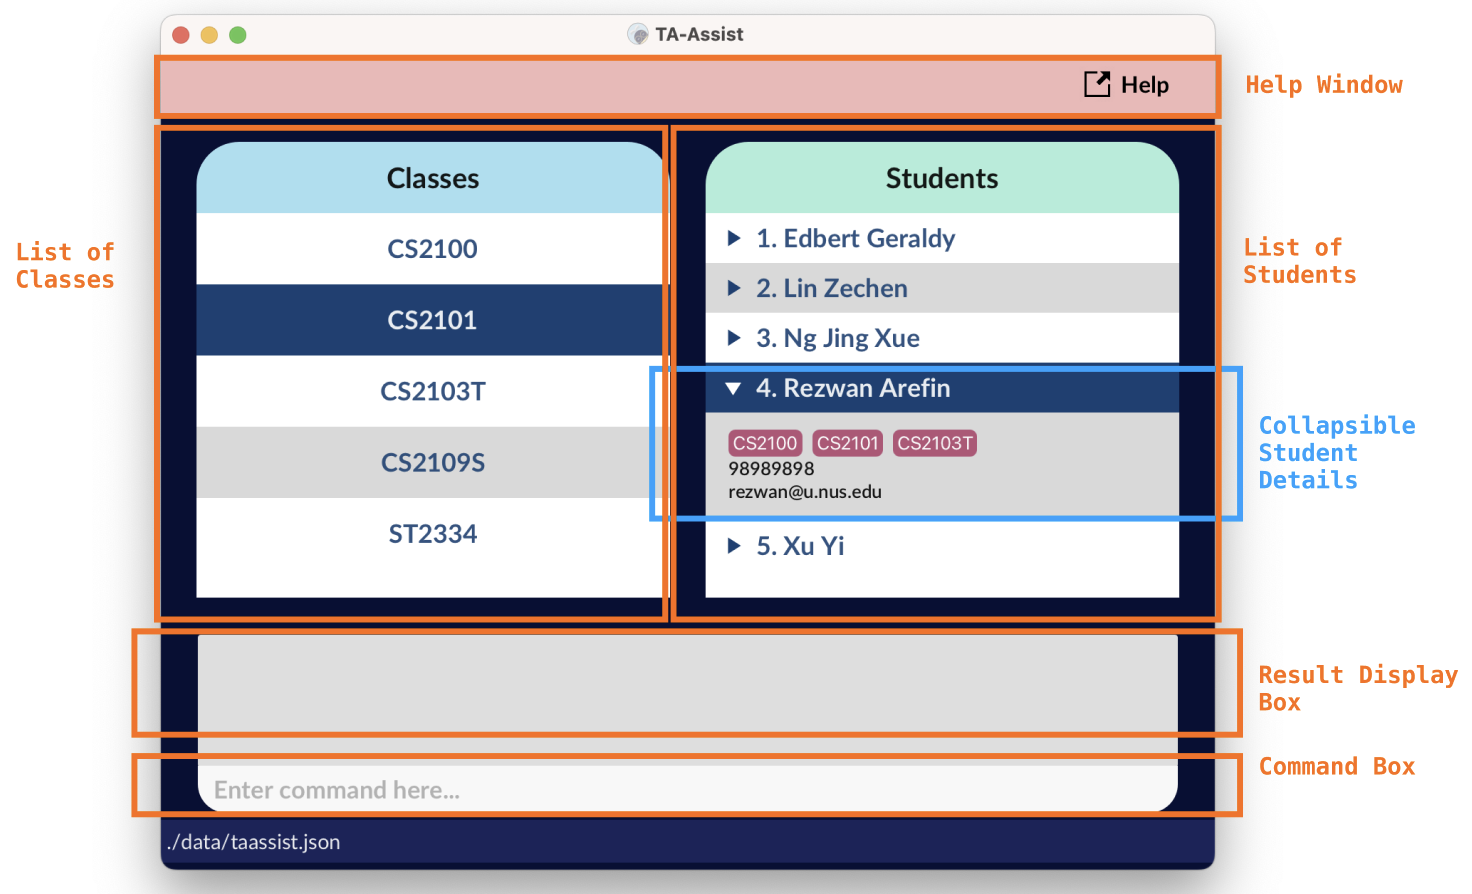 TA-Assist
Help
Help Window
Classes
CS2100
CS2101
CS2103T
CS2109S
ST2334
List of
Classes
Students
1. Edbert Geraldy
2. Lin Zechen
3. Ng Jing Xue
4. Rezwan Arefin
CS2100 CS2101 CS2103T
98989898
rezwan@u.nus.edu
5. Xu Yi
List of
Students
Collapsible
Student
Details
Result Display
Box
Enter command here...
Command Box
./data/taassist.json